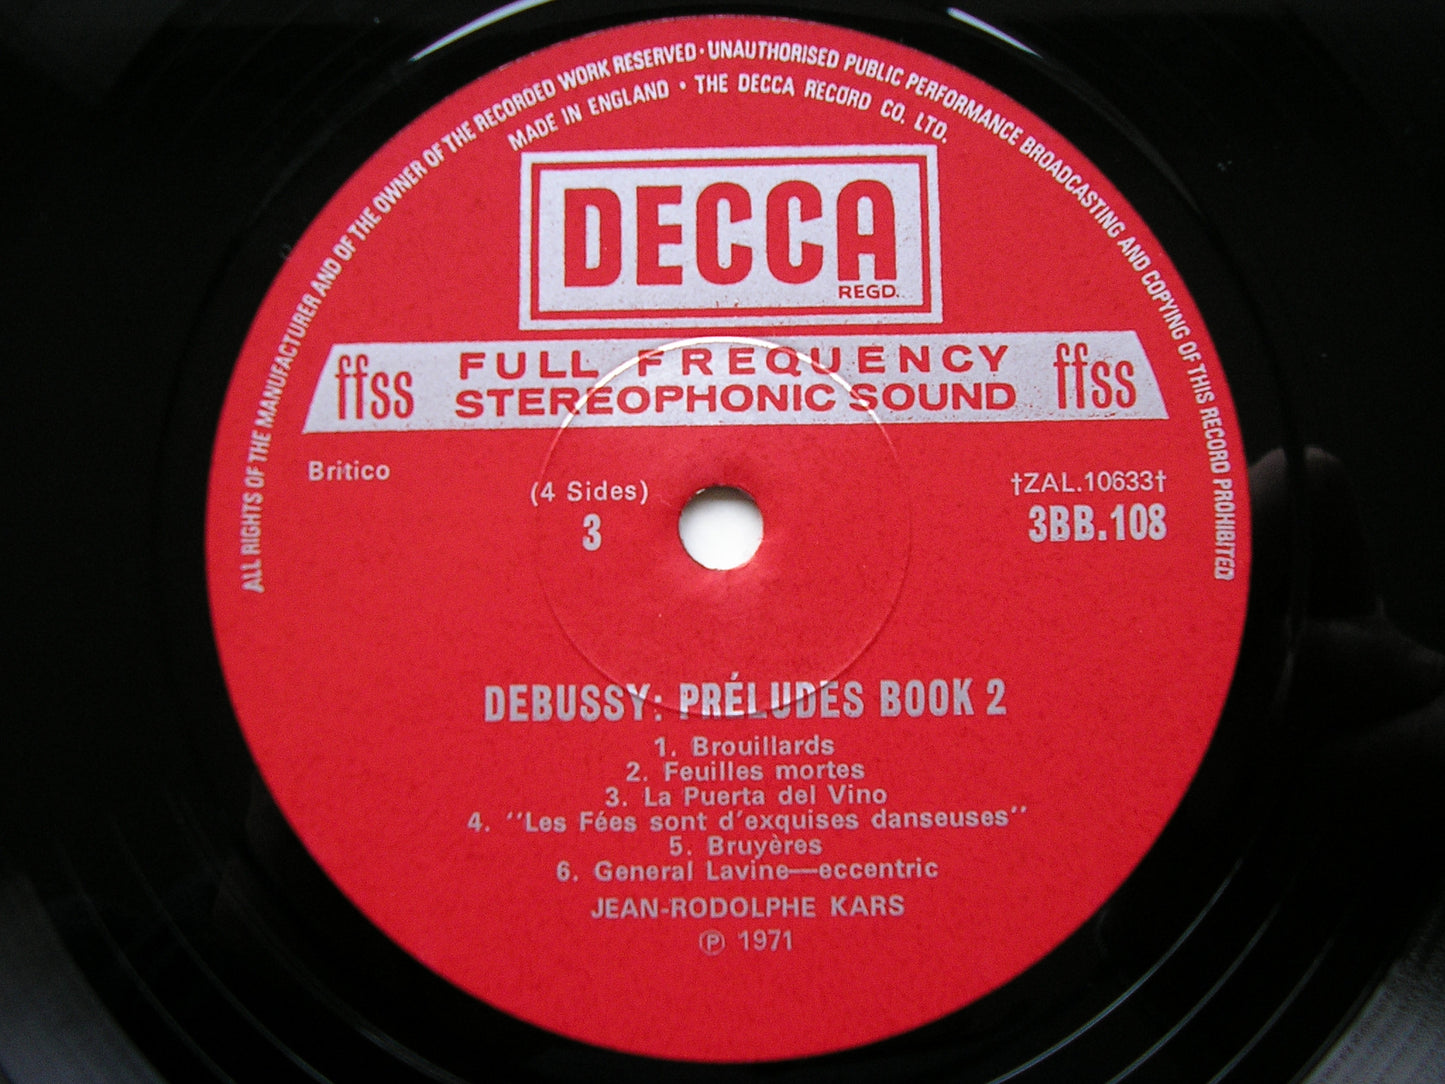 ALL RIGHTS OF THE MANUFACTURER AND OF THE OWNER OF THE RECORDED WORK RESERVED · UNAUTHORISED PUBLIC PERFORMANCE BROADCASTING AND COPYING OF THIS RECORD PROHIBITED
MADE IN ENGLAND • THE DECCA RECORD CO. LTD.
DECCA
REGD.
ffss FULL FREQUENCY ffss
STEREOPHONIC SOUND
Britico
(4 Sides)
3
†ZAL.10633†
3BB.108
DEBUSSY: PRÉLUDES BOOK 2
1. Brouillards
2. Feuilles mortes
3. La Puerta del Vino
4. "Les Fées sont d'exquises danseuses"
5. Bruyères
6. General Lavine—eccentric
JEAN-RODOLPHE KARS
℗ 1971